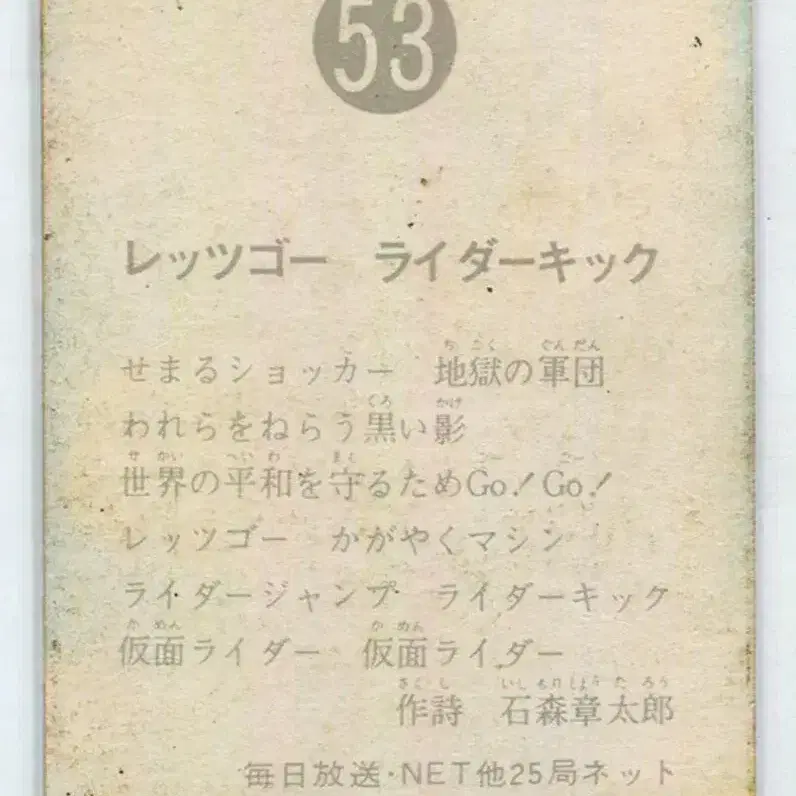 53
レッツゴー ライダーキック
せまるショッカー 地獄の軍団
われらをねらう黒い影
世界の平和を守るためGo!Go!
レッツゴー かがやくマシン
ライダージャンプ ライダーキック
仮面ライダー 仮面ライダー
作詩 石森章太郎
毎日放送・NET他25局ネット